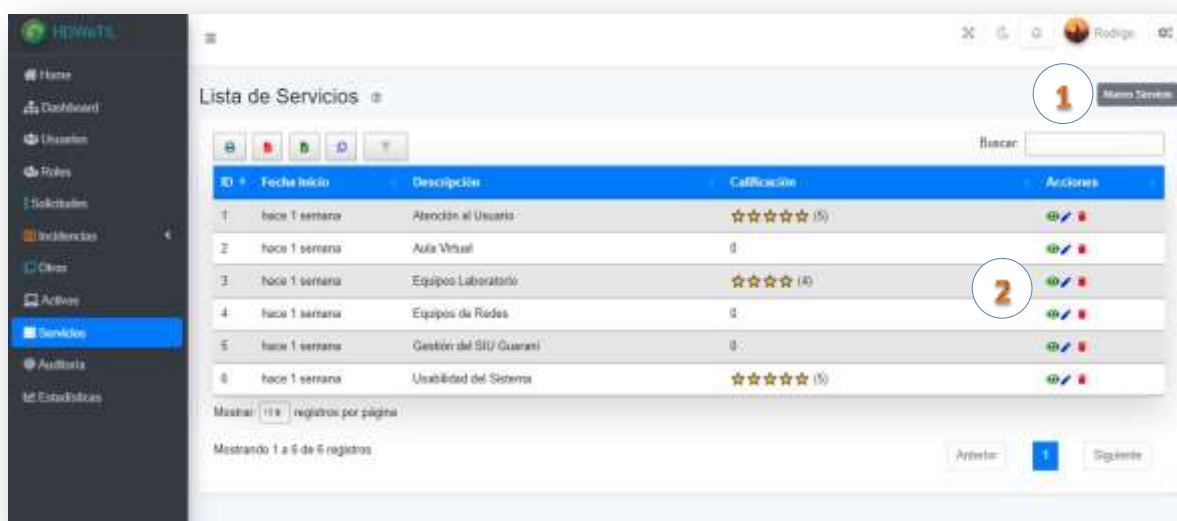 Rodrigo
Home
Lista de Servicios
1
Nuevo Servicio
Dashboard
Usuarios
Buscar:
Roles
ID Fecha Inicio Descripción Calificación Acciones
Solicitudes
1 hace 1 semana Atención al Usuario (5)
Incidencias
2 hace 1 semana Aula Virtual 0
Otros
3 hace 1 semana Equipos Laboratorio (4)
2
Activos
4 hace 1 semana Equipos de Redes 0
Servicios
5 hace 1 semana Gestión del SIU Guaraní 0
Auditoría
6 hace 1 semana Usabilidad del Sistema (5)
Estadísticas
Mostrar 10 registros por página
Mostrando 1 a 6 de 6 registros
Anterior 1 Siguiente